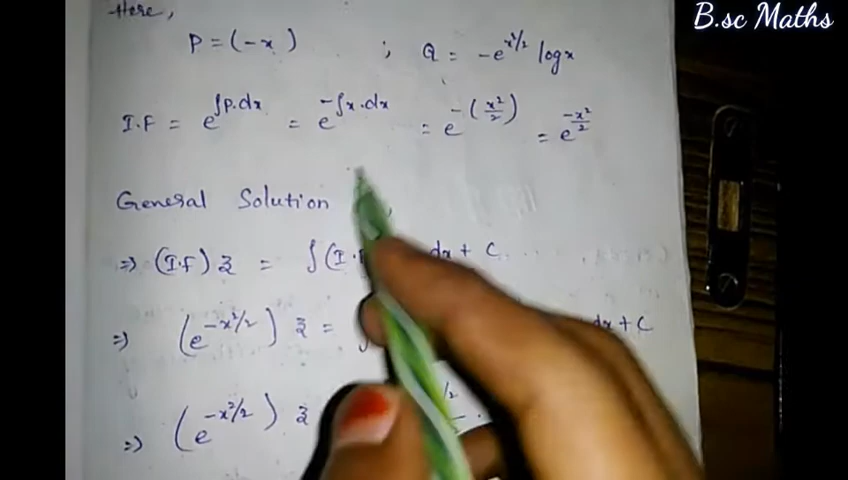 B.sc Maths
Here,
P = (-x) ; Q = -e^{x²/2} log x
I.F = e^{∫P.dx} = e^{-∫x.dx} = e^{-(x²/2)} = e^{-x²/2}
General Solution ,
⇒ (I.F) z = ∫(I. dx + C
⇒ (e^{-x²/2}) z = ∫ dx + C
⇒ (e^{-x²/2}) z